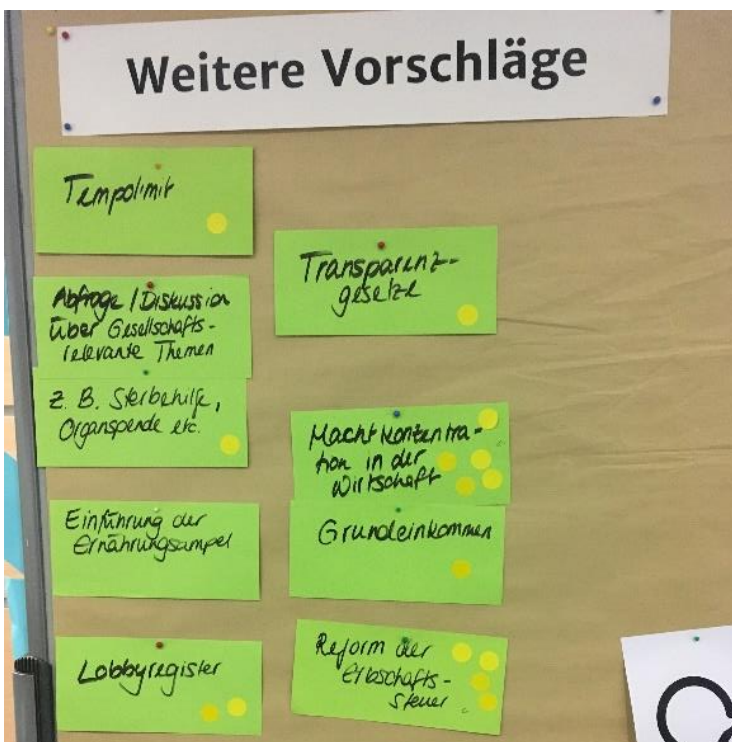 Weitere Vorschläge
Tempolimit
Abfrage / Diskussion
über Gesellschafts-
relevante Themen
z. B. Sterbehilfe,
Organspende etc.
Einführung der
Ernährungsampel
Lobbyregister
Transparenz-
gesetze
Machtkonzentra-
tion in der
Wirtschaft
Grundeinkommen
Reform der
Erbschafts-
steuer